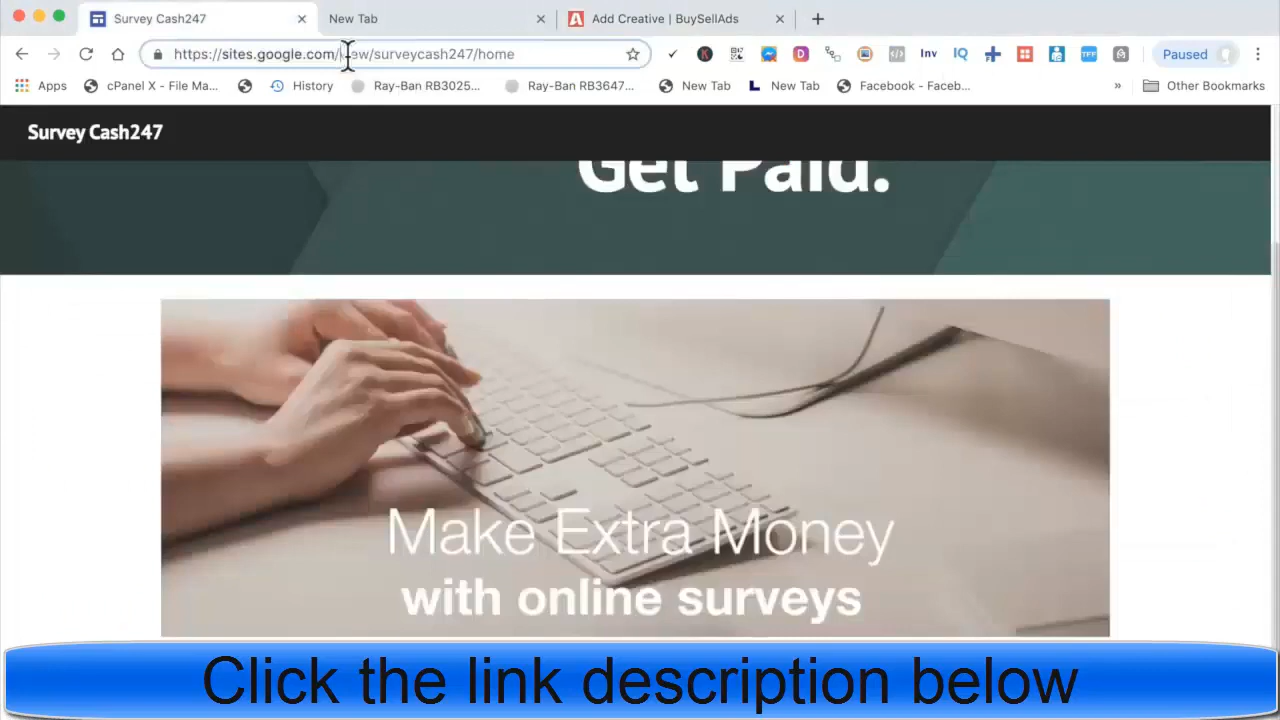 Survey Cash247
New Tab
Add Creative | BuySellAds
https://sites.google.com/view/surveycash247/home
Inv
IQ
TFF
Paused
Apps
cPanel X - File Ma...
History
Ray-Ban RB3025...
Ray-Ban RB3647...
New Tab
L New Tab
Facebook - Faceb...
»
Other Bookmarks
Survey Cash247
Get Paid.
Make Extra Money
with online surveys
Click the link description below